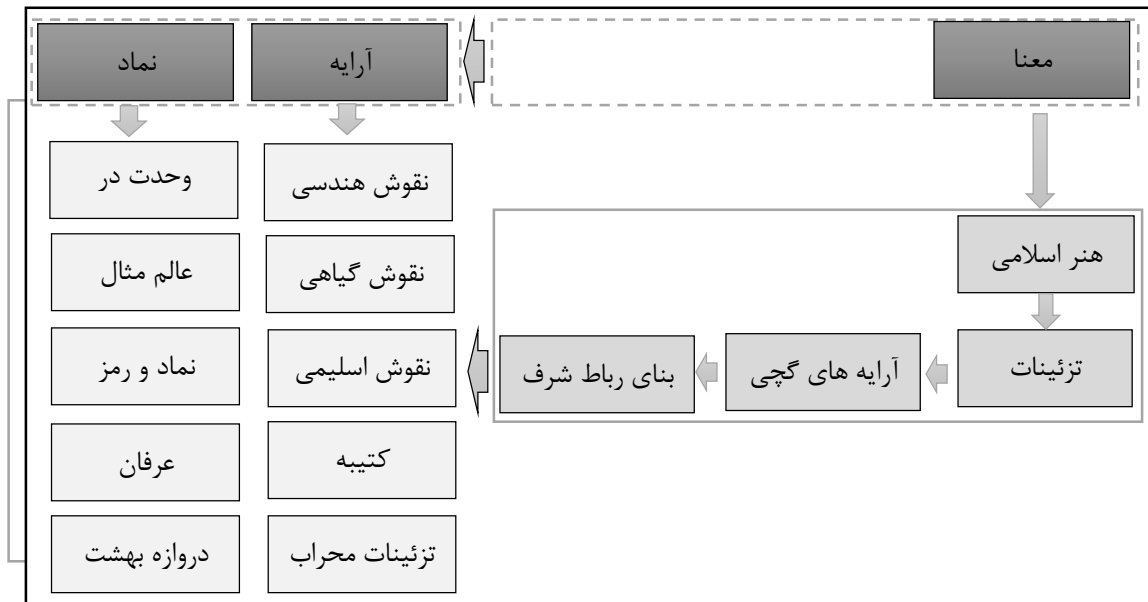 معنا
آرایه
نماد
هنر اسلامی
تزئینات
آرایه های گچی
بنای رباط شرف
نقوش هندسی
نقوش گیاهی
نقوش اسلیمی
کتیبه
تزئینات محراب
وحدت در
عالم مثال
نماد و رمز
عرفان
دروازه بهشت